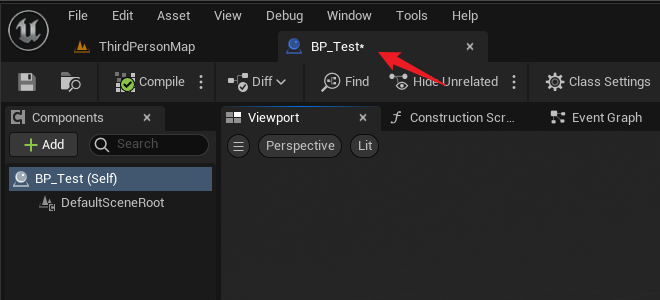 File Edit Asset View Debug Window Tools Help
ThirdPersonMap BP_Test*
Compile Diff Find Hide Unrelated Class Settings
Components Viewport Construction Scr... Event Graph
Add Search Perspective Lit
BP_Test (Self)
DefaultSceneRoot